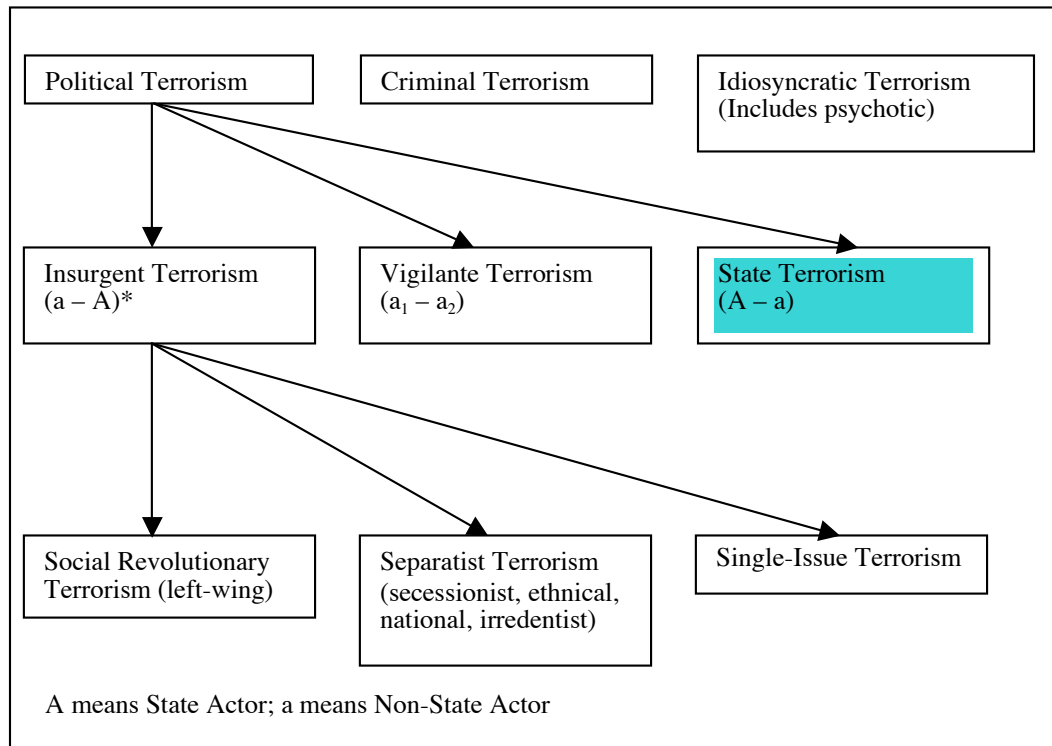 Political Terrorism
Criminal Terrorism
Idiosyncratic Terrorism
(Includes psychotic)
Insurgent Terrorism
(a – A)*
Vigilante Terrorism
(a₁ – a₂)
State Terrorism
(A – a)
Social Revolutionary
Terrorism (left-wing)
Separatist Terrorism
(secessionist, ethnical,
national, irredentist)
Single-Issue Terrorism
A means State Actor; a means Non-State Actor